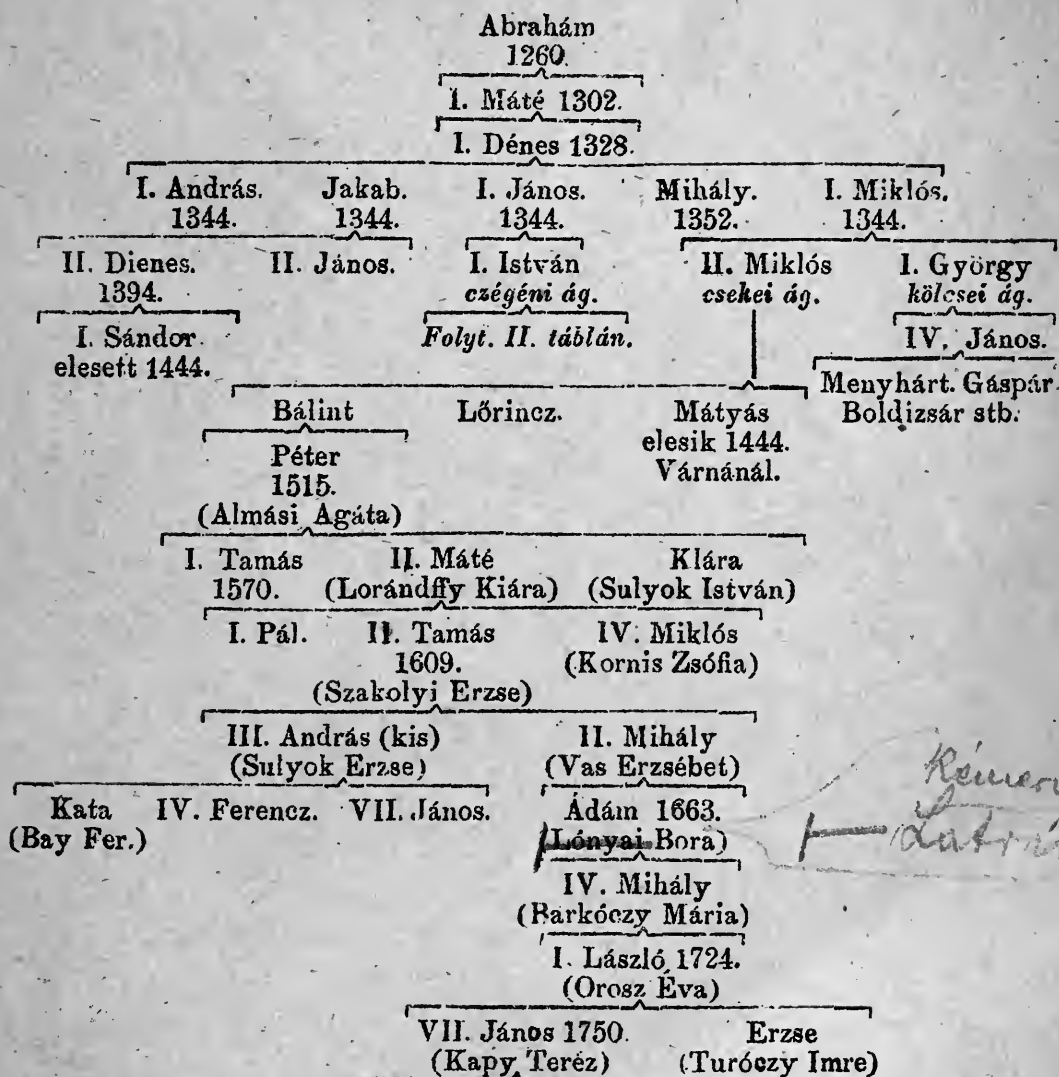 Abrahám
1260.
I. Máté 1302.
I. Dénes 1328.
I. András. Jakab. I. János. Mihály. I. Miklós.
1344. 1344. 1344. 1352. 1344.
II. Dienes. II. János. I. István II. Miklós I. György
1394. czégéni ág. csekei ág. kölcsei ág.
I. Sándor Folyt. II. táblán. IV. János.
elesett 1444. Menyhárt. Gáspár.
Bálint Lőrincz. Mátyás Boldizsár stb.
Péter elesik 1444.
1515. Várnánál.
(Almási Agáta)
I. Tamás II. Máté Klára
1570. (Lorándffy Kiára) (Sulyok István)
I. Pál. II. Tamás IV. Miklós
1609. (Kornis Zsófia)
(Szakolyi Erzse)
III. András (kis) II. Mihály
(Sulyok Erzse) (Vas Erzsébet)
Kata IV. Ferencz. VII. János. Ádám 1663.
(Bay Fer.) (Lónyai Bora)
IV. Mihály
(Barkóczy Mária)
I. László 1724.
(Orosz Éva)
VII. János 1750. Erzse
(Kapy Teréz) (Turóczy Imre)